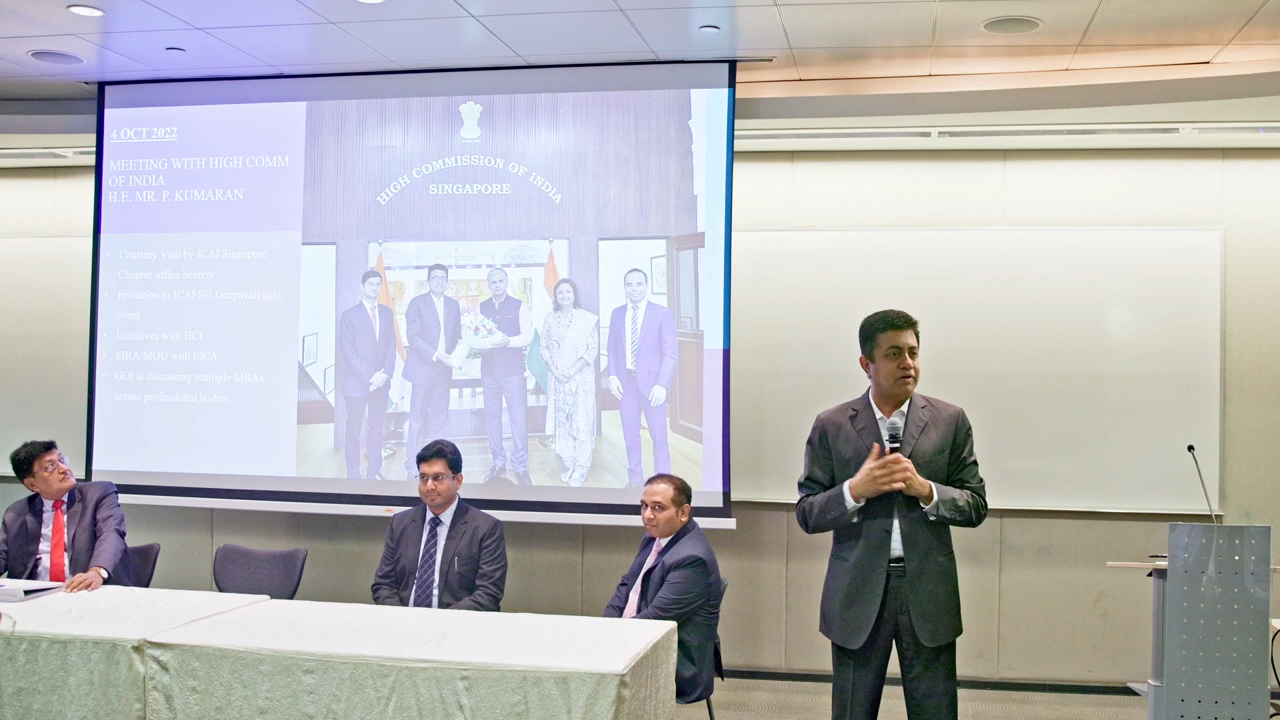 4 OCT 2022
MEETING WITH HIGH COMM
OF INDIA
H.E. MR. P. KUMARAN
• Courtesy Visit by ICAI Singapore
Chapter office bearers
• Invitation to ICAI SG Deepavali gala
event
• Initiatives with HCI
• MRA/MOU with ISCA
• GOI is discussing multiple MRAs
across professional bodies
HIGH COMMISSION OF INDIA
SINGAPORE